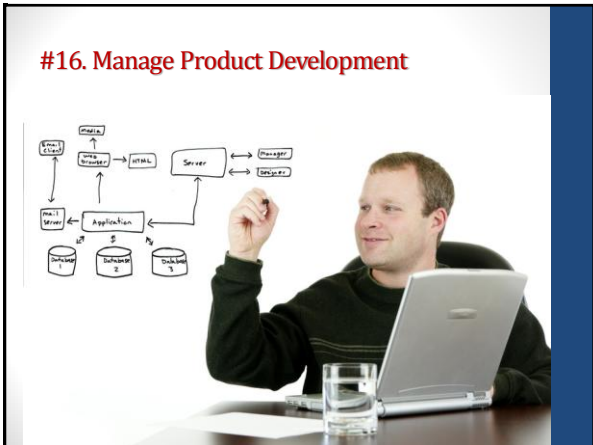 #16. Manage Product Development
media
Email
Client
Web
Browser
HTML
Server
Manager
Designer
mail
server
Application
Database
1
Database
2
Database
3